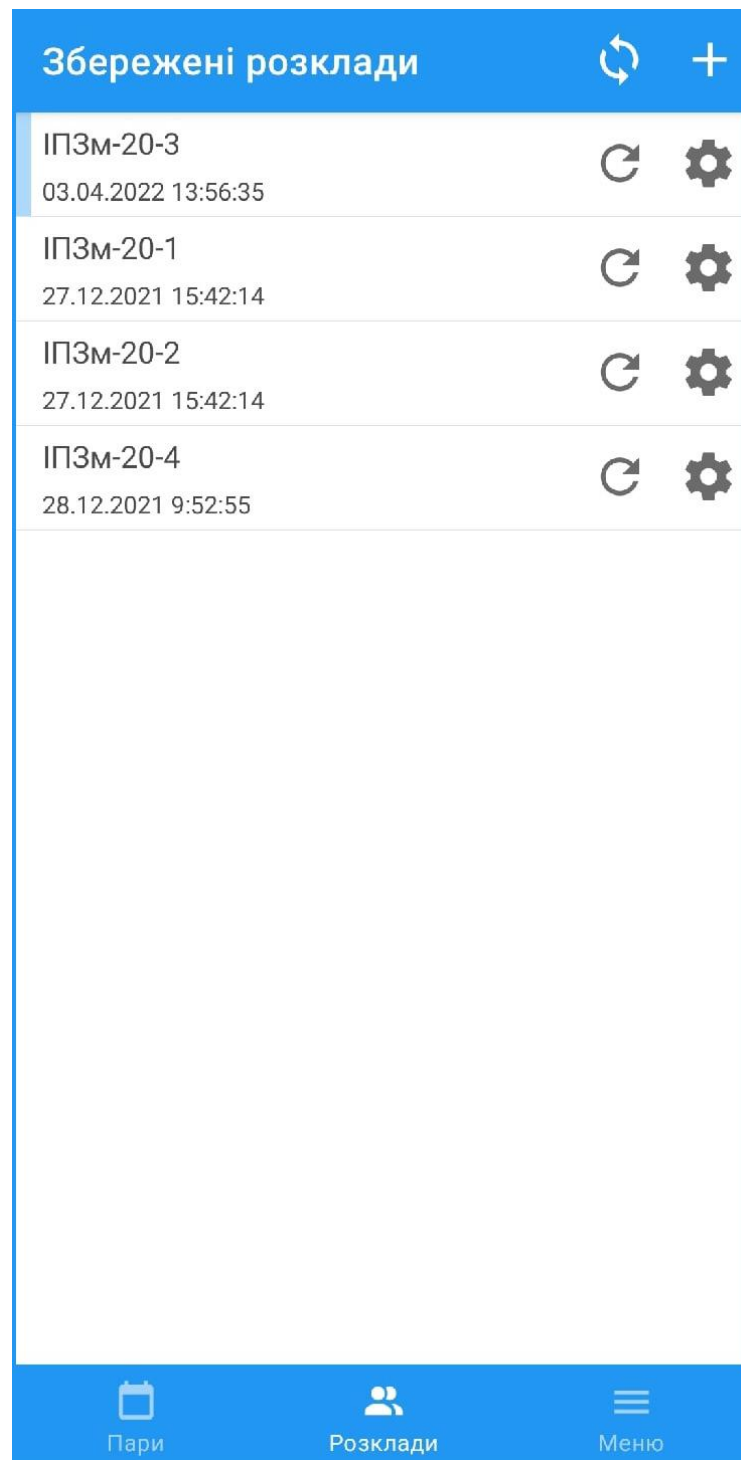 Збережені розклади
ІПЗм-20-3
03.04.2022 13:56:35
ІПЗм-20-1
27.12.2021 15:42:14
ІПЗм-20-2
27.12.2021 15:42:14
ІПЗм-20-4
28.12.2021 9:52:55
Пари
Розклади
Меню